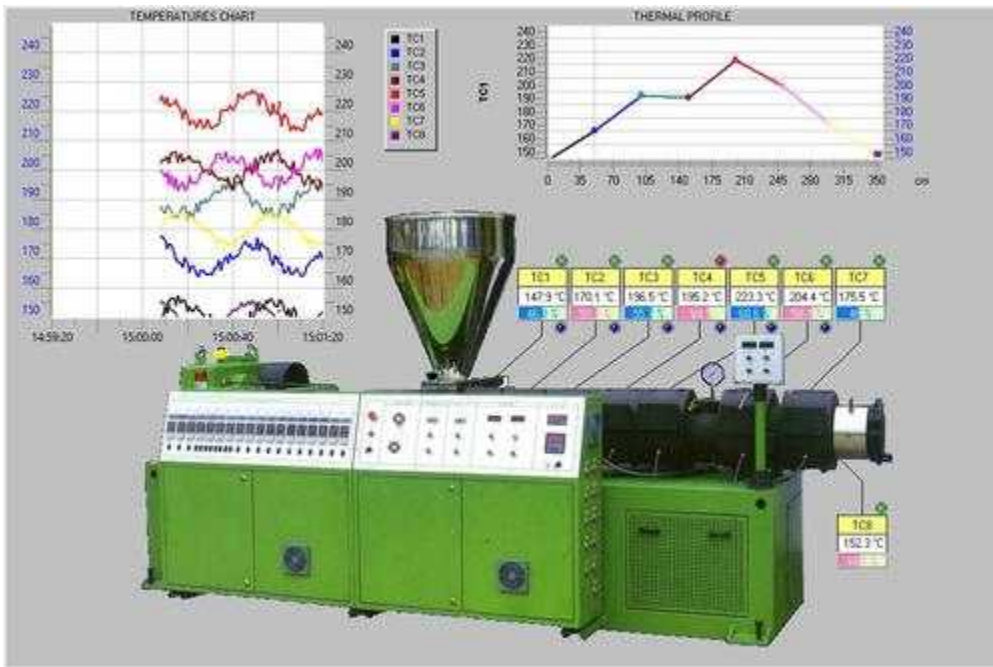 TEMPERATURES CHART
240
230
220
210
200
190
180
170
160
150
240
230
220
210
200
190
180
170
160
150
14:59:20
15:00:00
15:00:40
15:01:20
TC1
TC2
TC3
TC4
TC5
TC6
TC7
TC8
THERMAL PROFILE
TC1
240
230
220
210
200
190
180
170
160
150
240
230
220
210
200
190
180
170
160
150
0 35 70 105 140 175 210 245 280 315 350 cm
TC1 TC2 TC3 TC4 TC5 TC6 TC7
147.9 °C 170.1 °C 196.5 °C 195.2 °C 223.3 °C 204.4 °C 175.5 °C
TC8
152.3 °C